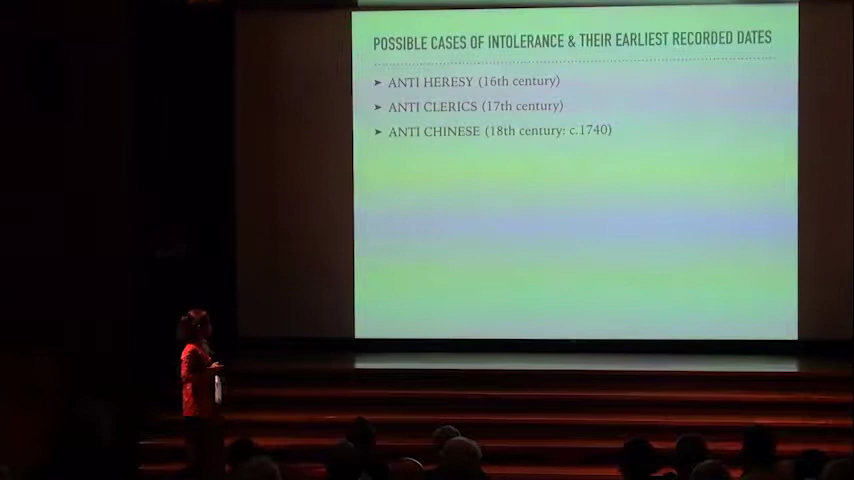 POSSIBLE CASES OF INTOLERANCE & THEIR EARLIEST RECORDED DATES
➤ ANTI HERESY (16th century)
➤ ANTI CLERICS (17th century)
➤ ANTI CHINESE (18th century: c.1740)